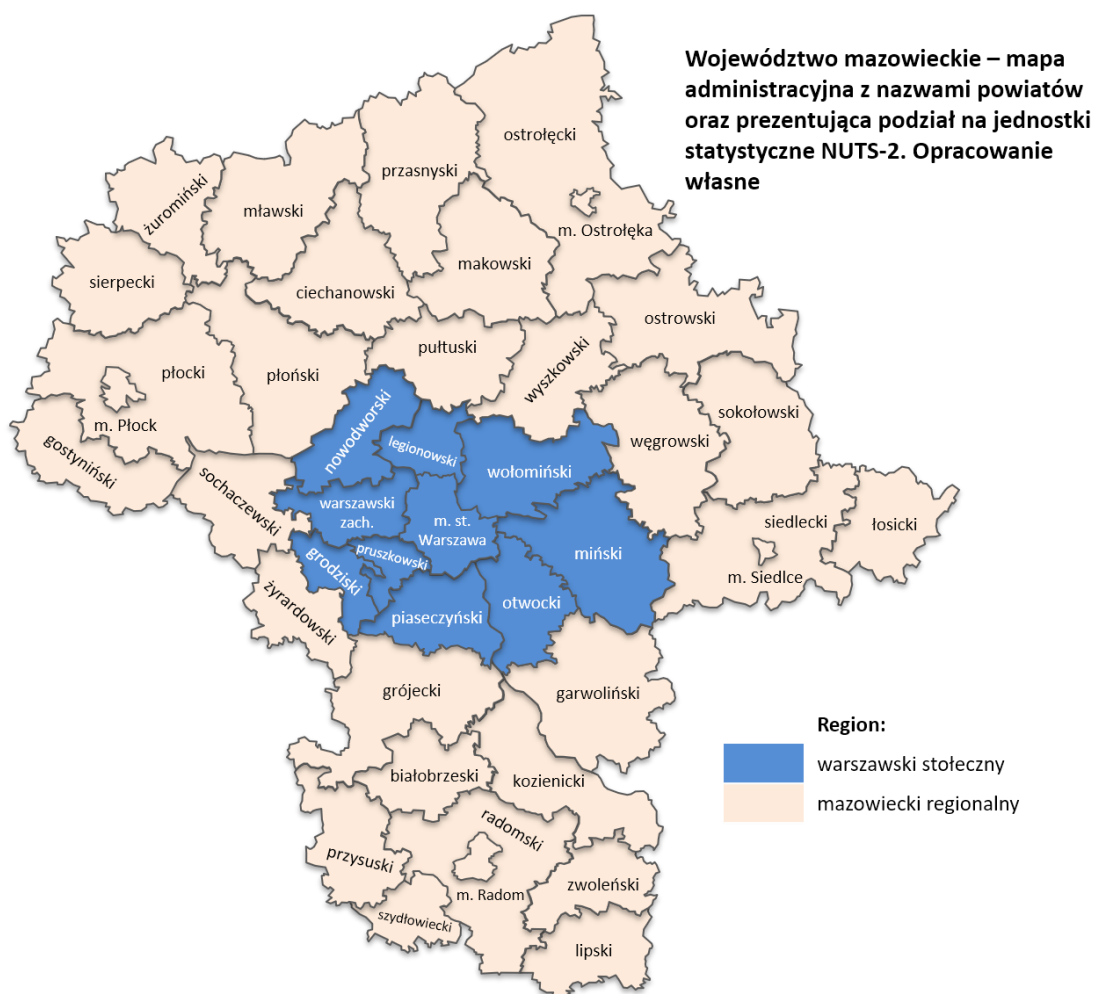 Województwo mazowieckie – mapa
administracyjna z nazwami powiatów
oraz prezentująca podział na jednostki
statystyczne NUTS-2. Opracowanie
własne
ostrołęcki
przasnyski
żuromiński
mławski
m. Ostrołęka
makowski
sierpecki
ciechanowski
ostrowski
pułtuski
wyszkowski
płocki
płoński
nowodworski
sokołowski
m. Płock
legionowski
węgrowski
gostyniński
wołomiński
sochaczewski
warszawski
zach.
m. st.
Warszawa
siedlecki
łosicki
pruszkowski
miński
grodziski
m. Siedlce
żyrardowski
piaseczyński
otwocki
grójecki
garwoliński
Region:
warszawski stołeczny
mazowiecki regionalny
białobrzeski
kozienicki
radomski
przysuski
zwoleński
m. Radom
szydłowiecki
lipski